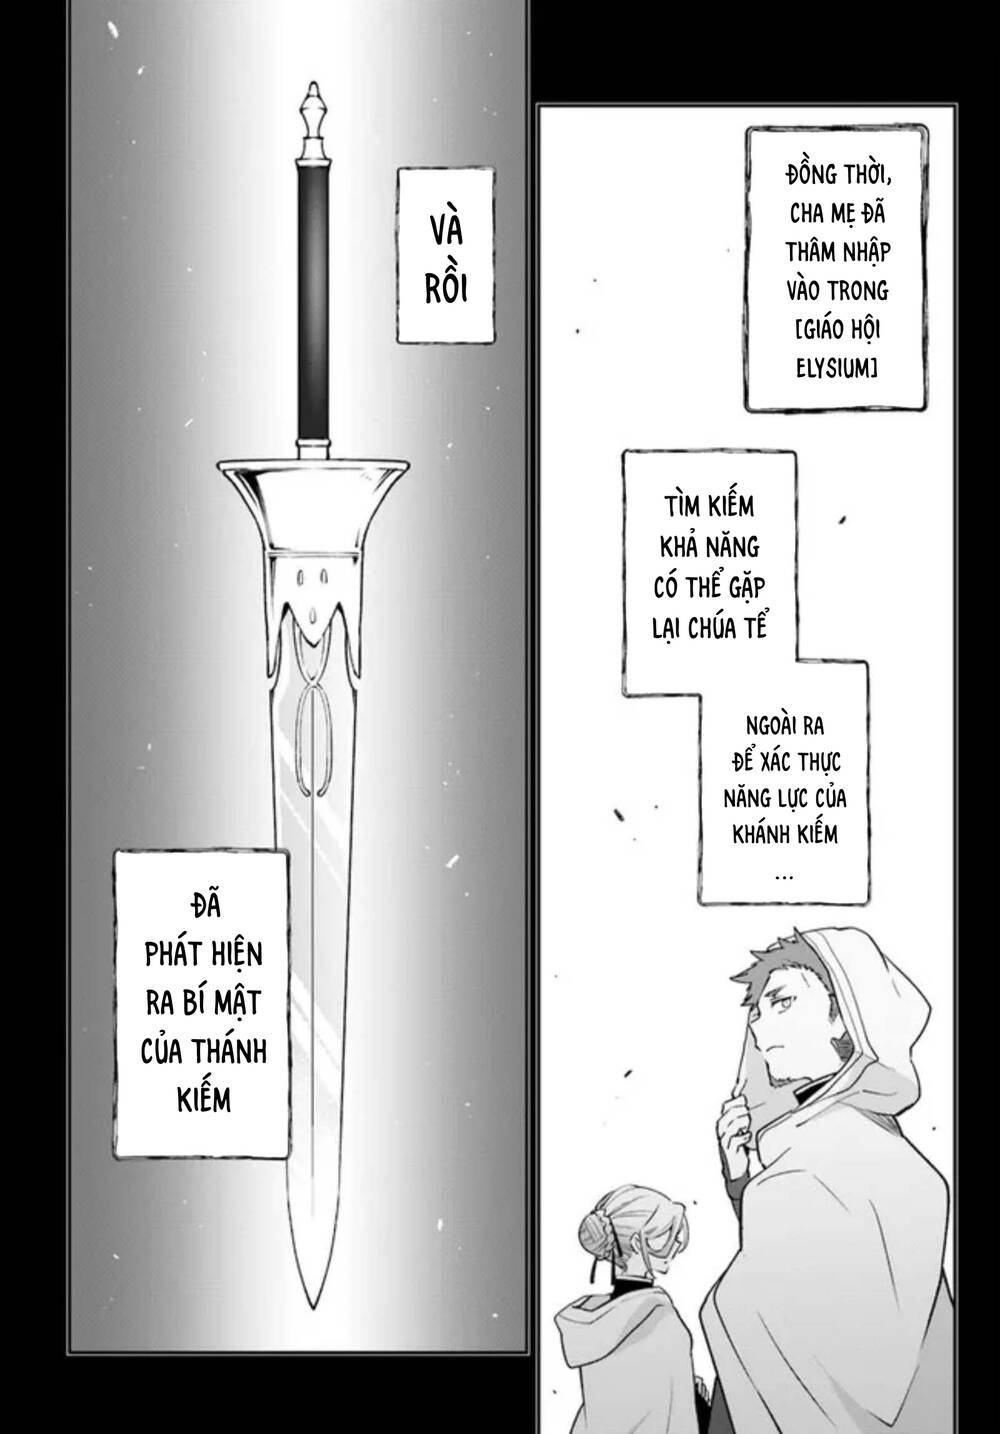 ĐỒNG THỜI,
CHA MẸ ĐÃ
THÂM NHẬP
VÀO TRONG
[GIÁO HỘI
ELYSIUM]
TÌM KIẾM
KHẢ NĂNG
CÓ THỂ GẶP
LẠI CHÚA TỂ
NGOÀI RA
ĐỂ XÁC THỰC
NĂNG LỰC CỦA
KHÁNH KIẾM
...
VÀ
RỒI
ĐÃ
PHÁT HIỆN
RA BÍ MẬT
CỦA THÁNH
KIẾM